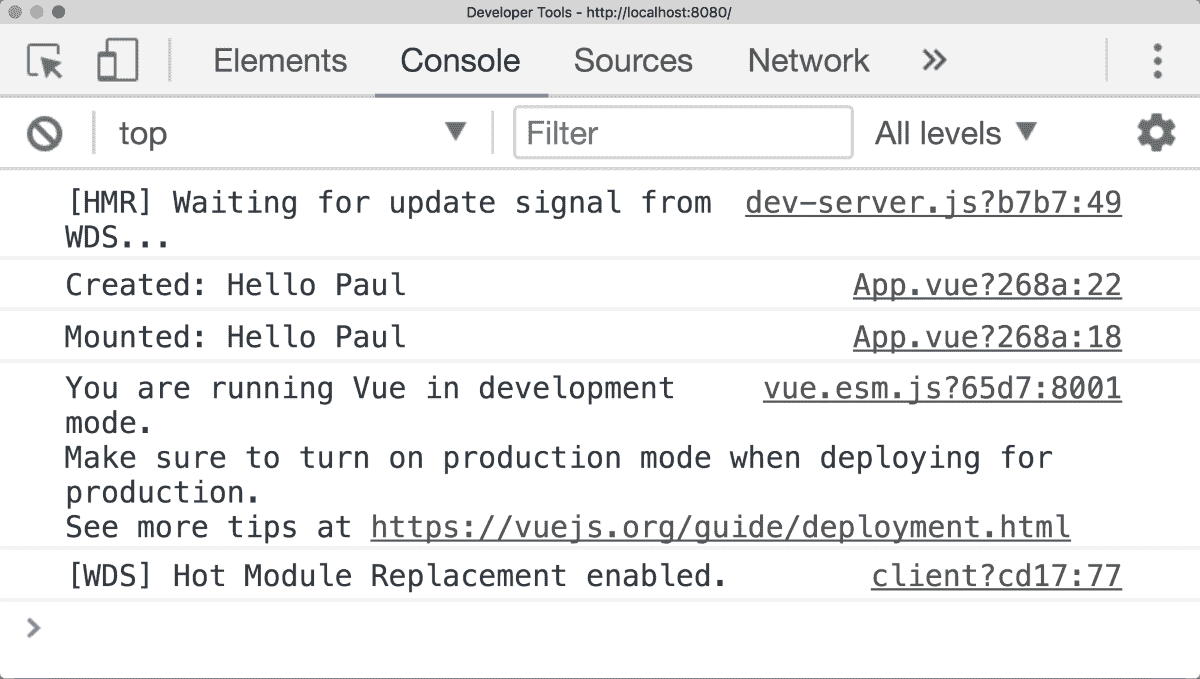 Developer Tools - http://localhost:8080/
Elements Console Sources Network »
top Filter All levels
[HMR] Waiting for update signal from dev-server.js?b7b7:49
WDS...
Created: Hello Paul App.vue?268a:22
Mounted: Hello Paul App.vue?268a:18
You are running Vue in development vue.esm.js?65d7:8001
mode.
Make sure to turn on production mode when deploying for
production.
See more tips at https://vuejs.org/guide/deployment.html
[WDS] Hot Module Replacement enabled. client?cd17:77